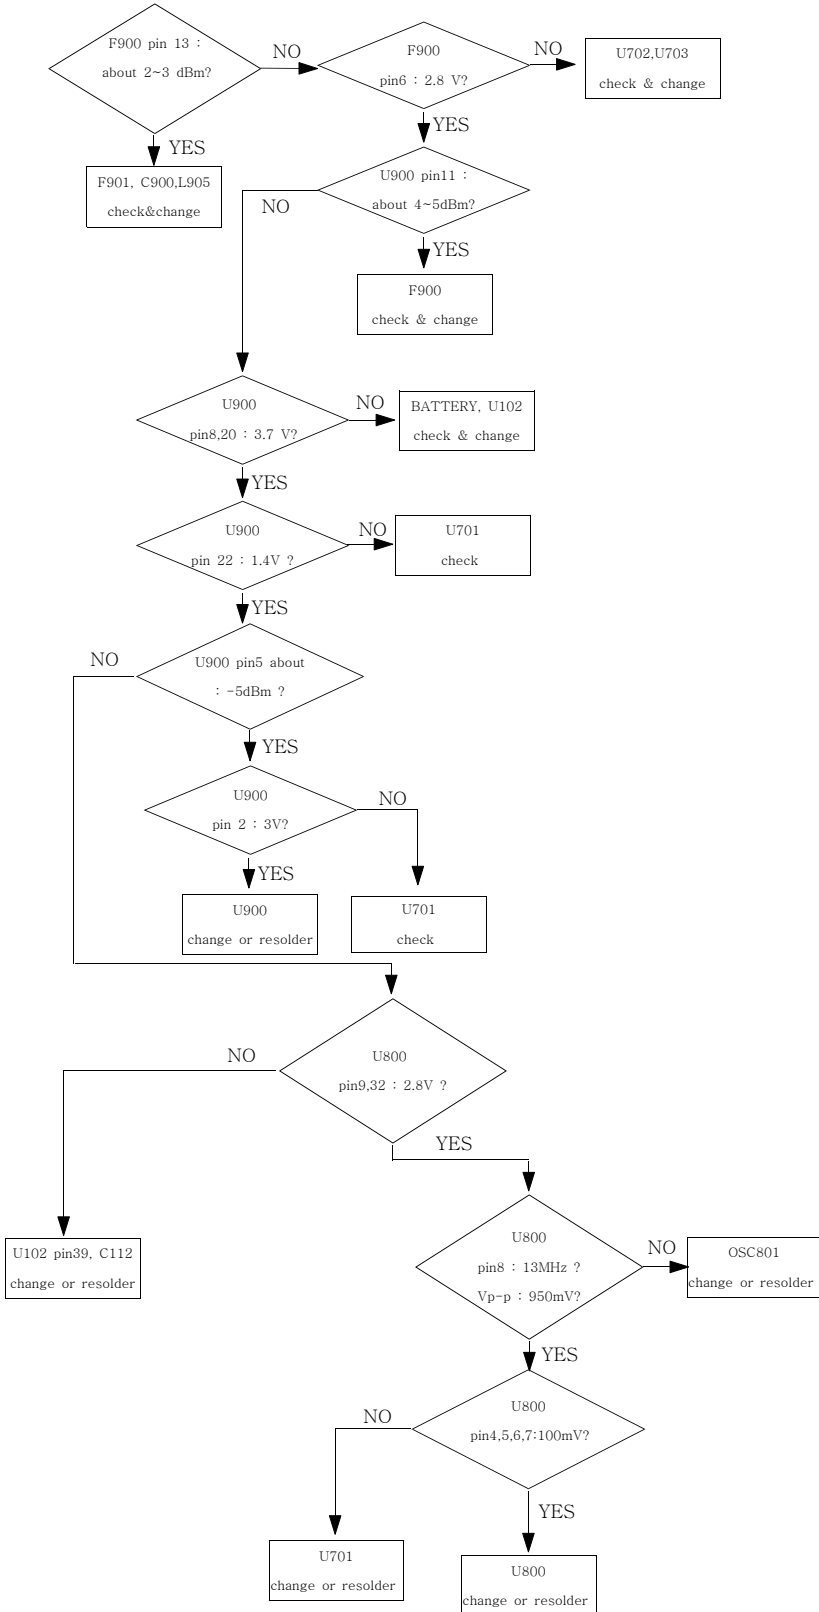 F900 pin 13 :
about 2~3 dBm?
NO
F900
pin6 : 2.8 V?
NO
U702,U703
check & change
YES
YES
F901, C900,L905
check&change
U900 pin11 :
about 4~5dBm?
NO
YES
F900
check & change
U900
pin8,20 : 3.7 V?
NO
BATTERY, U102
check & change
YES
U900
pin 22 : 1.4V ?
NO
U701
check
YES
U900 pin5 about
: -5dBm ?
NO
YES
U900
pin 2 : 3V?
NO
YES
U900
change or resolder
U701
check
U800
pin9,32 : 2.8V ?
NO
YES
U102 pin39, C112
change or resolder
U800
pin8 : 13MHz ?
Vp-p : 950mV?
NO
OSC801
change or resolder
YES
U800
pin4,5,6,7:100mV?
NO
YES
U701
change or resolder
U800
change or resolder